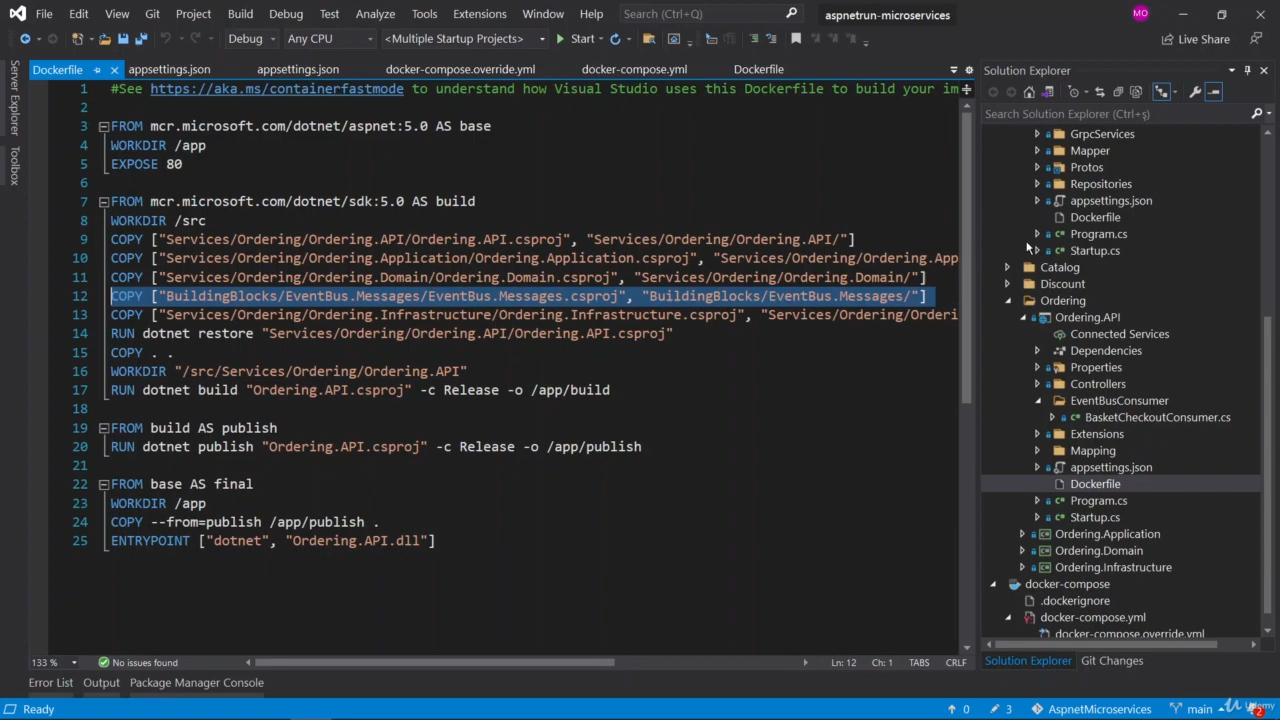 File Edit View Git Project Build Debug Test Analyze Tools Extensions Window Help Search (Ctrl+Q) aspnetrun-microservices MO
Debug Any CPU <Multiple Startup Projects> Start Live Share
Server Explorer
Toolbox
Dockerfile appsettings.json appsettings.json docker-compose.override.yml docker-compose.yml Dockerfile
1 #See https://aka.ms/containerfastmode to understand how Visual Studio uses this Dockerfile to build your im
2
3 FROM mcr.microsoft.com/dotnet/aspnet:5.0 AS base
4 WORKDIR /app
5 EXPOSE 80
6
7 FROM mcr.microsoft.com/dotnet/sdk:5.0 AS build
8 WORKDIR /src
9 COPY ["Services/Ordering/Ordering.API/Ordering.API.csproj", "Services/Ordering/Ordering.API/"]
10 COPY ["Services/Ordering/Ordering.Application/Ordering.Application.csproj", "Services/Ordering/Ordering.App
11 COPY ["Services/Ordering/Ordering.Domain/Ordering.Domain.csproj", "Services/Ordering/Ordering.Domain/"]
12 COPY ["BuildingBlocks/EventBus.Messages/EventBus.Messages.csproj", "BuildingBlocks/EventBus.Messages/"]
13 COPY ["Services/Ordering/Ordering.Infrastructure/Ordering.Infrastructure.csproj", "Services/Ordering/Orderi
14 RUN dotnet restore "Services/Ordering/Ordering.API/Ordering.API.csproj"
15 COPY . .
16 WORKDIR "/src/Services/Ordering/Ordering.API"
17 RUN dotnet build "Ordering.API.csproj" -c Release -o /app/build
18
19 FROM build AS publish
20 RUN dotnet publish "Ordering.API.csproj" -c Release -o /app/publish
21
22 FROM base AS final
23 WORKDIR /app
24 COPY --from=publish /app/publish .
25 ENTRYPOINT ["dotnet", "Ordering.API.dll"]
133 % No issues found Ln: 12 Ch: 1 TABS CRLF
Solution Explorer
Search Solution Explorer (Ctrl+ş)
GrpcServices
Mapper
Protos
Repositories
appsettings.json
Dockerfile
Program.cs
Startup.cs
Catalog
Discount
Ordering
Ordering.API
Connected Services
Dependencies
Properties
Controllers
EventBusConsumer
BasketCheckoutConsumer.cs
Extensions
Mapping
appsettings.json
Dockerfile
Program.cs
Startup.cs
Ordering.Application
Ordering.Domain
Ordering.Infrastructure
docker-compose
.dockerignore
docker-compose.yml
docker-compose.override.yml
Solution Explorer Git Changes
Error List Output Package Manager Console
Ready 0 3 AspnetMicroservices main 2
Udemy